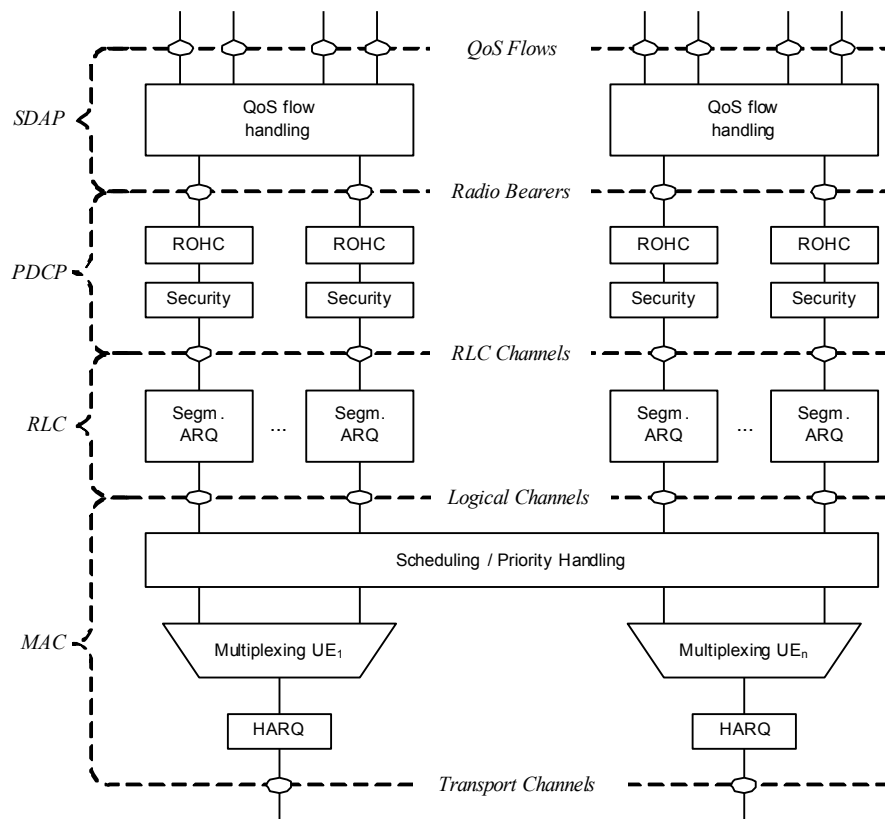 QoS Flows
QoS flow
handling
QoS flow
handling
SDAP
Radio Bearers
ROHC
ROHC
ROHC
ROHC
PDCP
Security
Security
Security
Security
RLC Channels
Segm.
ARQ
...
Segm.
ARQ
Segm.
ARQ
...
Segm.
ARQ
RLC
Logical Channels
Scheduling / Priority Handling
MAC
Multiplexing UE1
Multiplexing UEn
HARQ
HARQ
Transport Channels